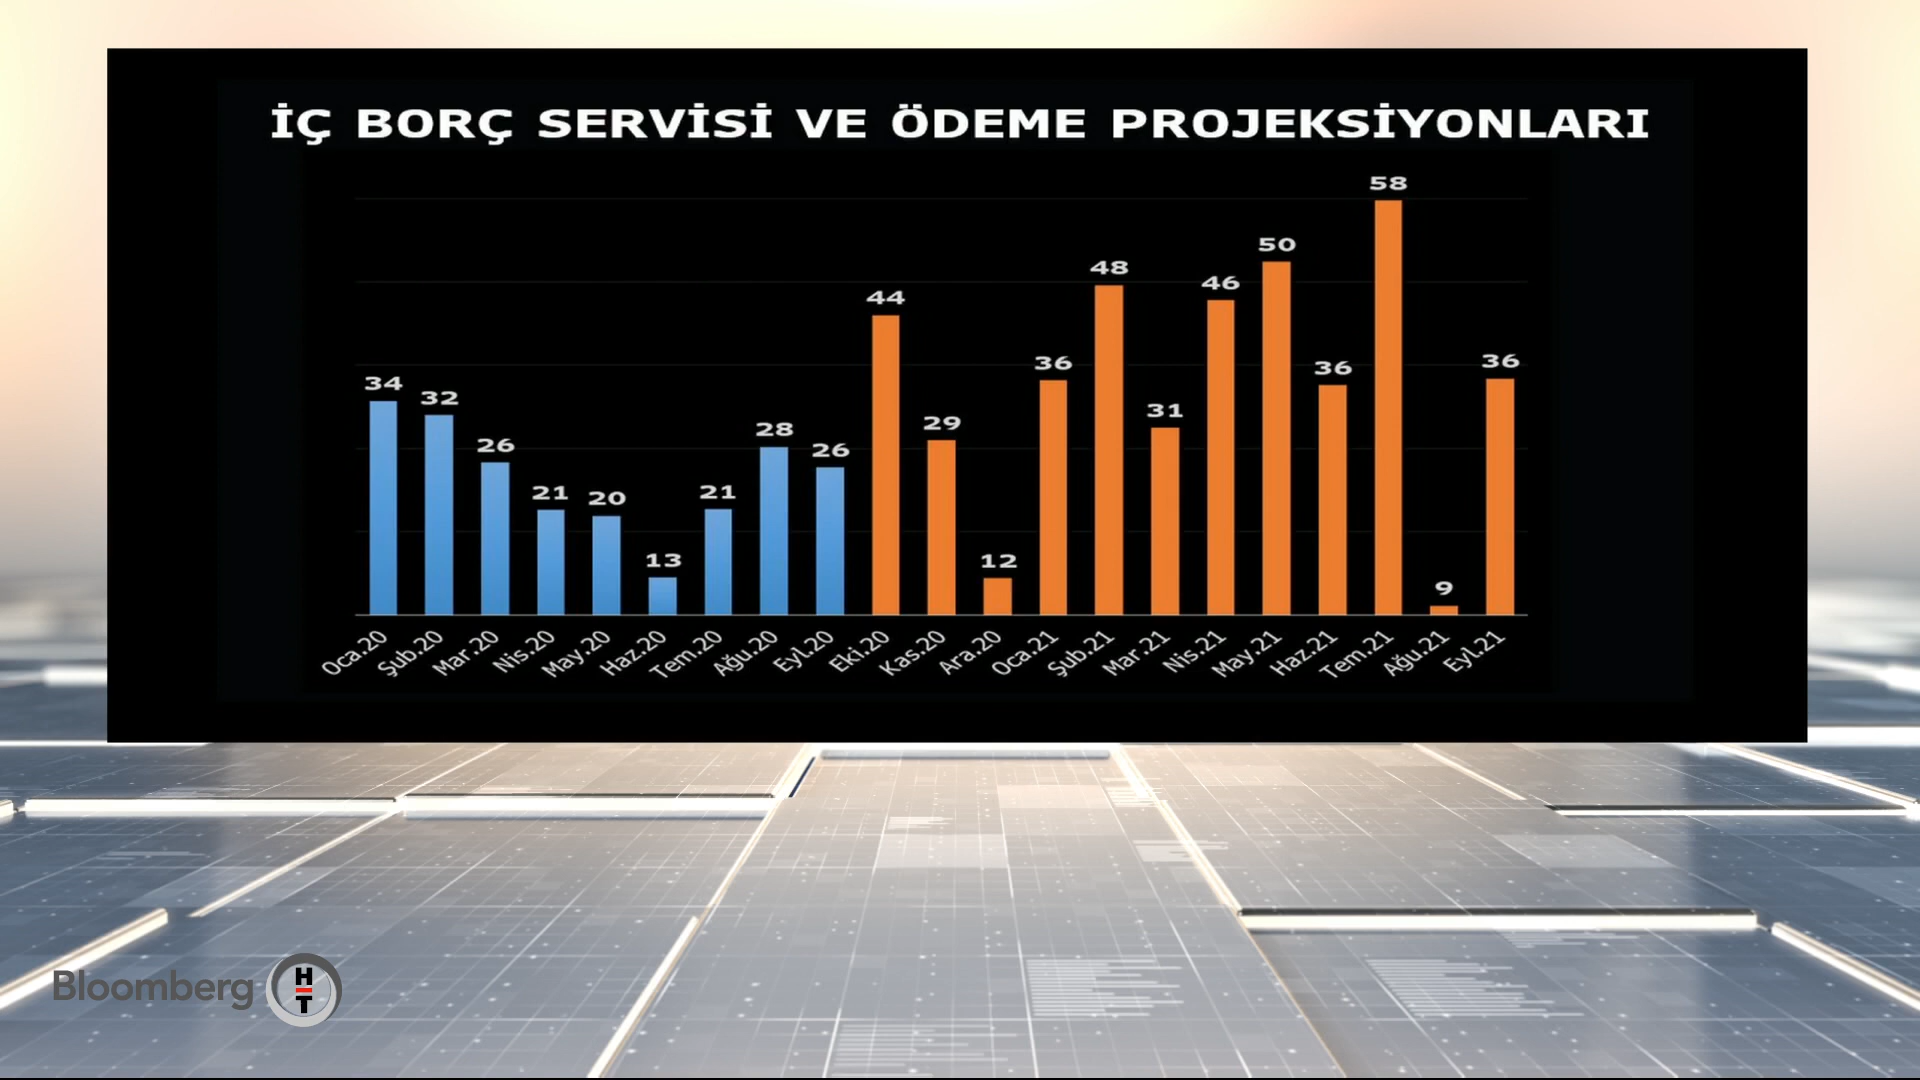 İÇ BORÇ SERVİSİ VE ÖDEME PROJEKSİYONLARI
34 32 26 21 20 13 21 28 26 44 29 12 36 48 31 46 50 36 58 9 36
Oca.20 Şub.20 Mar.20 Nis.20 May.20 Haz.20 Tem.20 Ağu.20 Eyl.20 Eki.20 Kas.20 Ara.20 Oca.21 Şub.21 Mar.21 Nis.21 May.21 Haz.21 Tem.21 Ağu.21 Eyl.21
Bloomberg HT